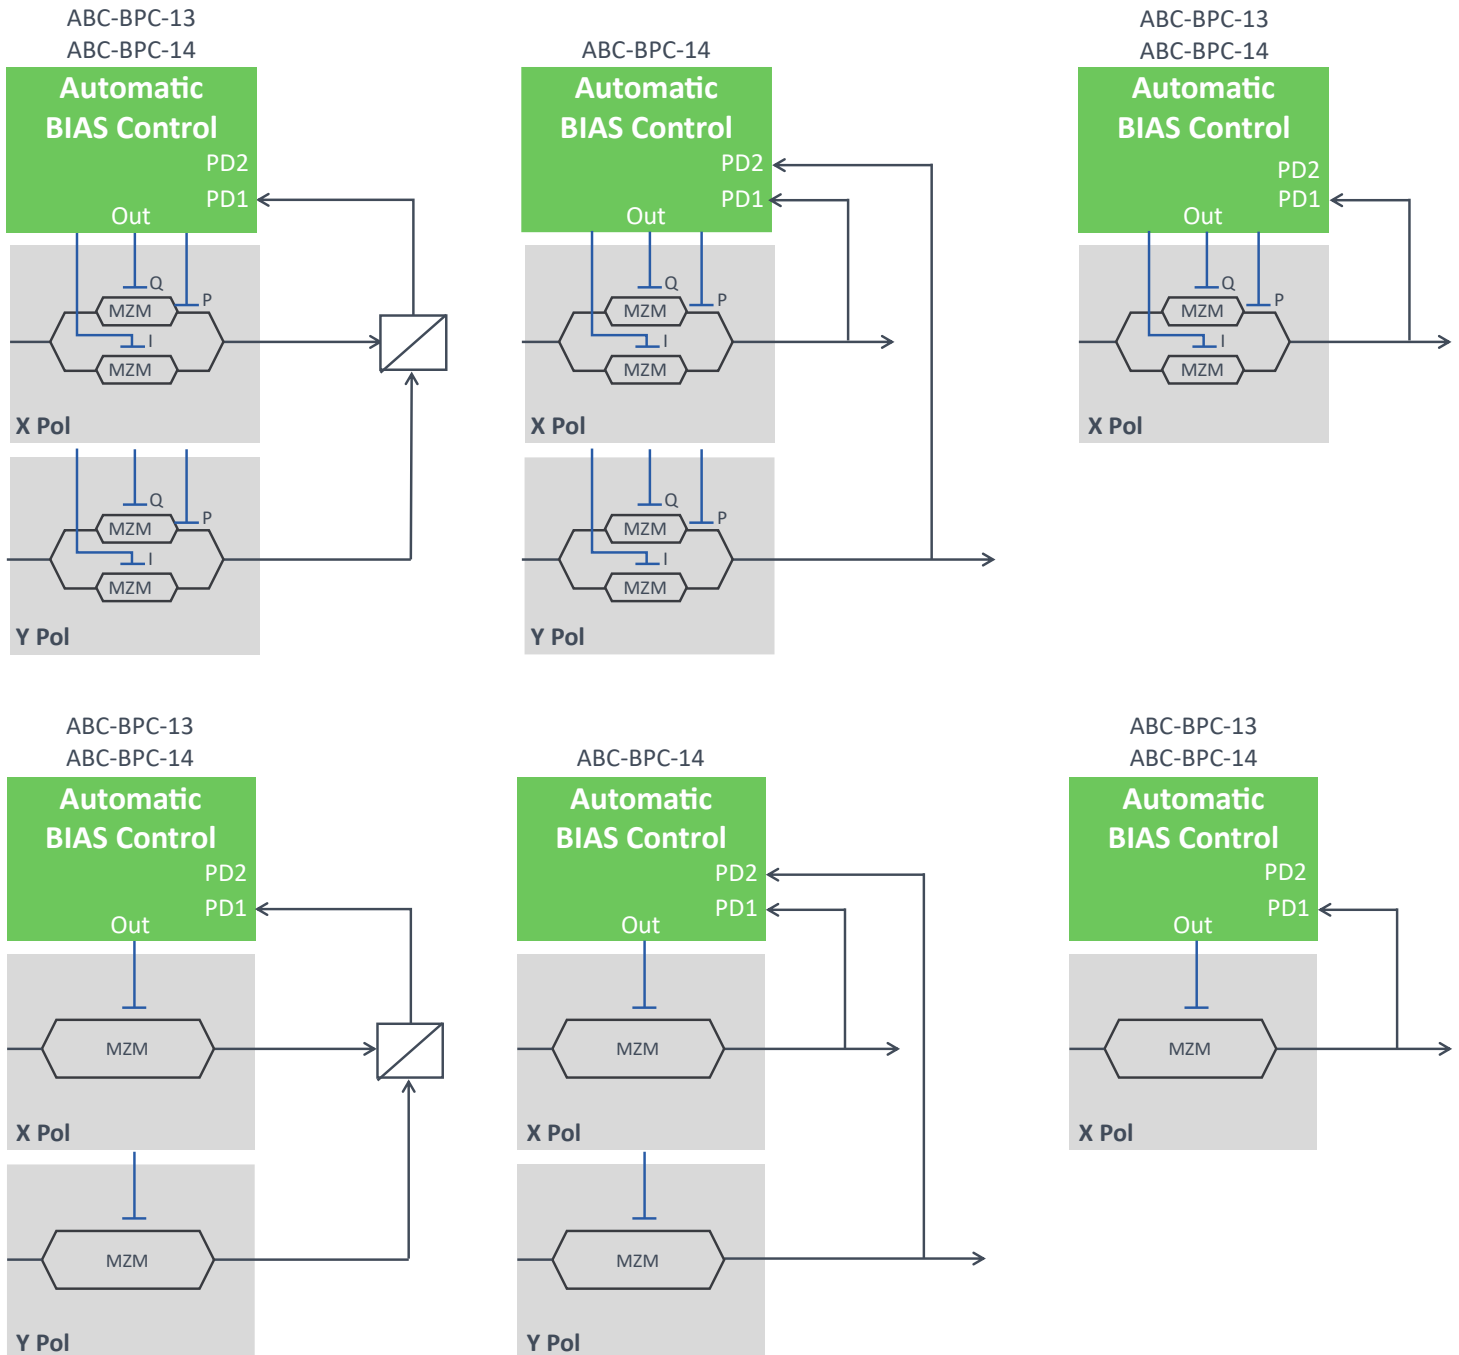 ABC-BPC-13
ABC-BPC-14
Automatic
BIAS Control
PD2
PD1
Out
Q
P
MZM
I
MZM
X Pol
Q
P
MZM
I
MZM
Y Pol
ABC-BPC-14
Automatic
BIAS Control
PD2
PD1
Out
Q
P
MZM
I
MZM
X Pol
Q
P
MZM
I
MZM
Y Pol
ABC-BPC-13
ABC-BPC-14
Automatic
BIAS Control
PD2
PD1
Out
Q
P
MZM
I
MZM
X Pol
ABC-BPC-13
ABC-BPC-14
Automatic
BIAS Control
PD2
PD1
Out
MZM
X Pol
MZM
Y Pol
ABC-BPC-14
Automatic
BIAS Control
PD2
PD1
Out
MZM
X Pol
MZM
Y Pol
ABC-BPC-13
ABC-BPC-14
Automatic
BIAS Control
PD2
PD1
Out
MZM
X Pol